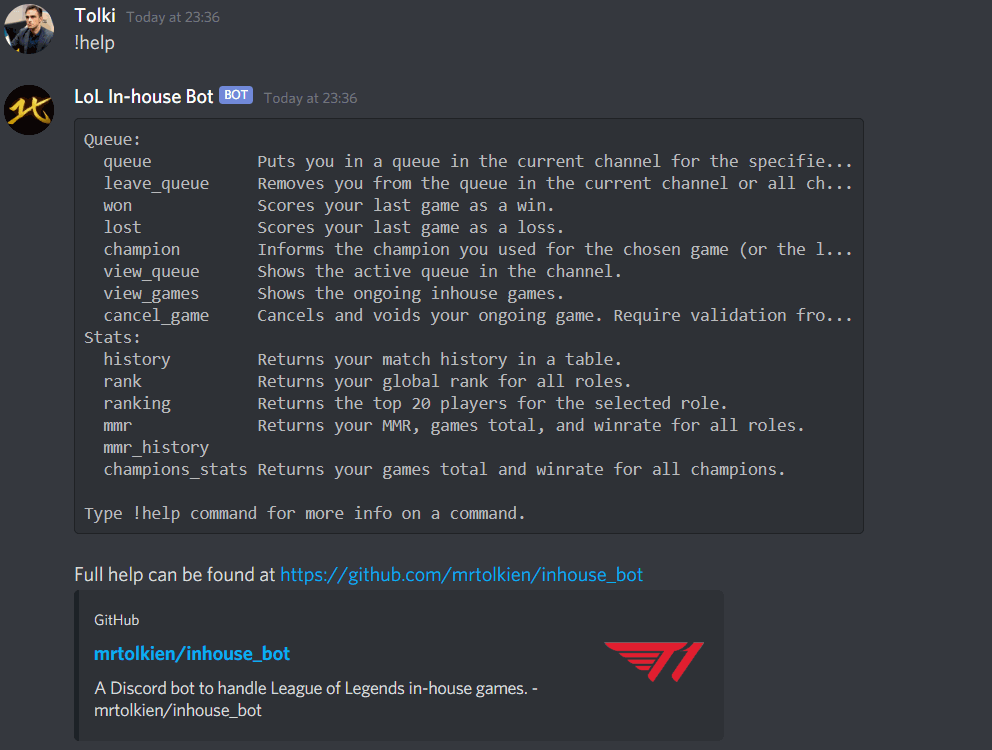 Tolki Today at 23:36
!help
LoL In-house Bot BOT Today at 23:36
Queue:
queue Puts you in a queue in the current channel for the specifie...
leave_queue Removes you from the queue in the current channel or all ch...
won Scores your last game as a win.
lost Scores your last game as a loss.
champion Informs the champion you used for the chosen game (or the l...
view_queue Shows the active queue in the channel.
view_games Shows the ongoing inhouse games.
cancel_game Cancels and voids your ongoing game. Require validation fro...
Stats:
history Returns your match history in a table.
rank Returns your global rank for all roles.
ranking Returns the top 20 players for the selected role.
mmr Returns your MMR, games total, and winrate for all roles.
mmr_history
champions_stats Returns your games total and winrate for all champions.
Type !help command for more info on a command.
Full help can be found at https://github.com/mrtolkien/inhouse_bot
GitHub
mrtolkien/inhouse_bot
T1
A Discord bot to handle League of Legends in-house games. -
mrtolkien/inhouse_bot